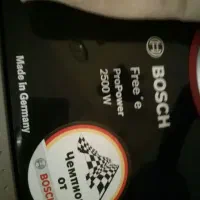 BOSCH
Free'e
ProPower
2500 W
Made in Germany
Чемпион
от
BOSCH